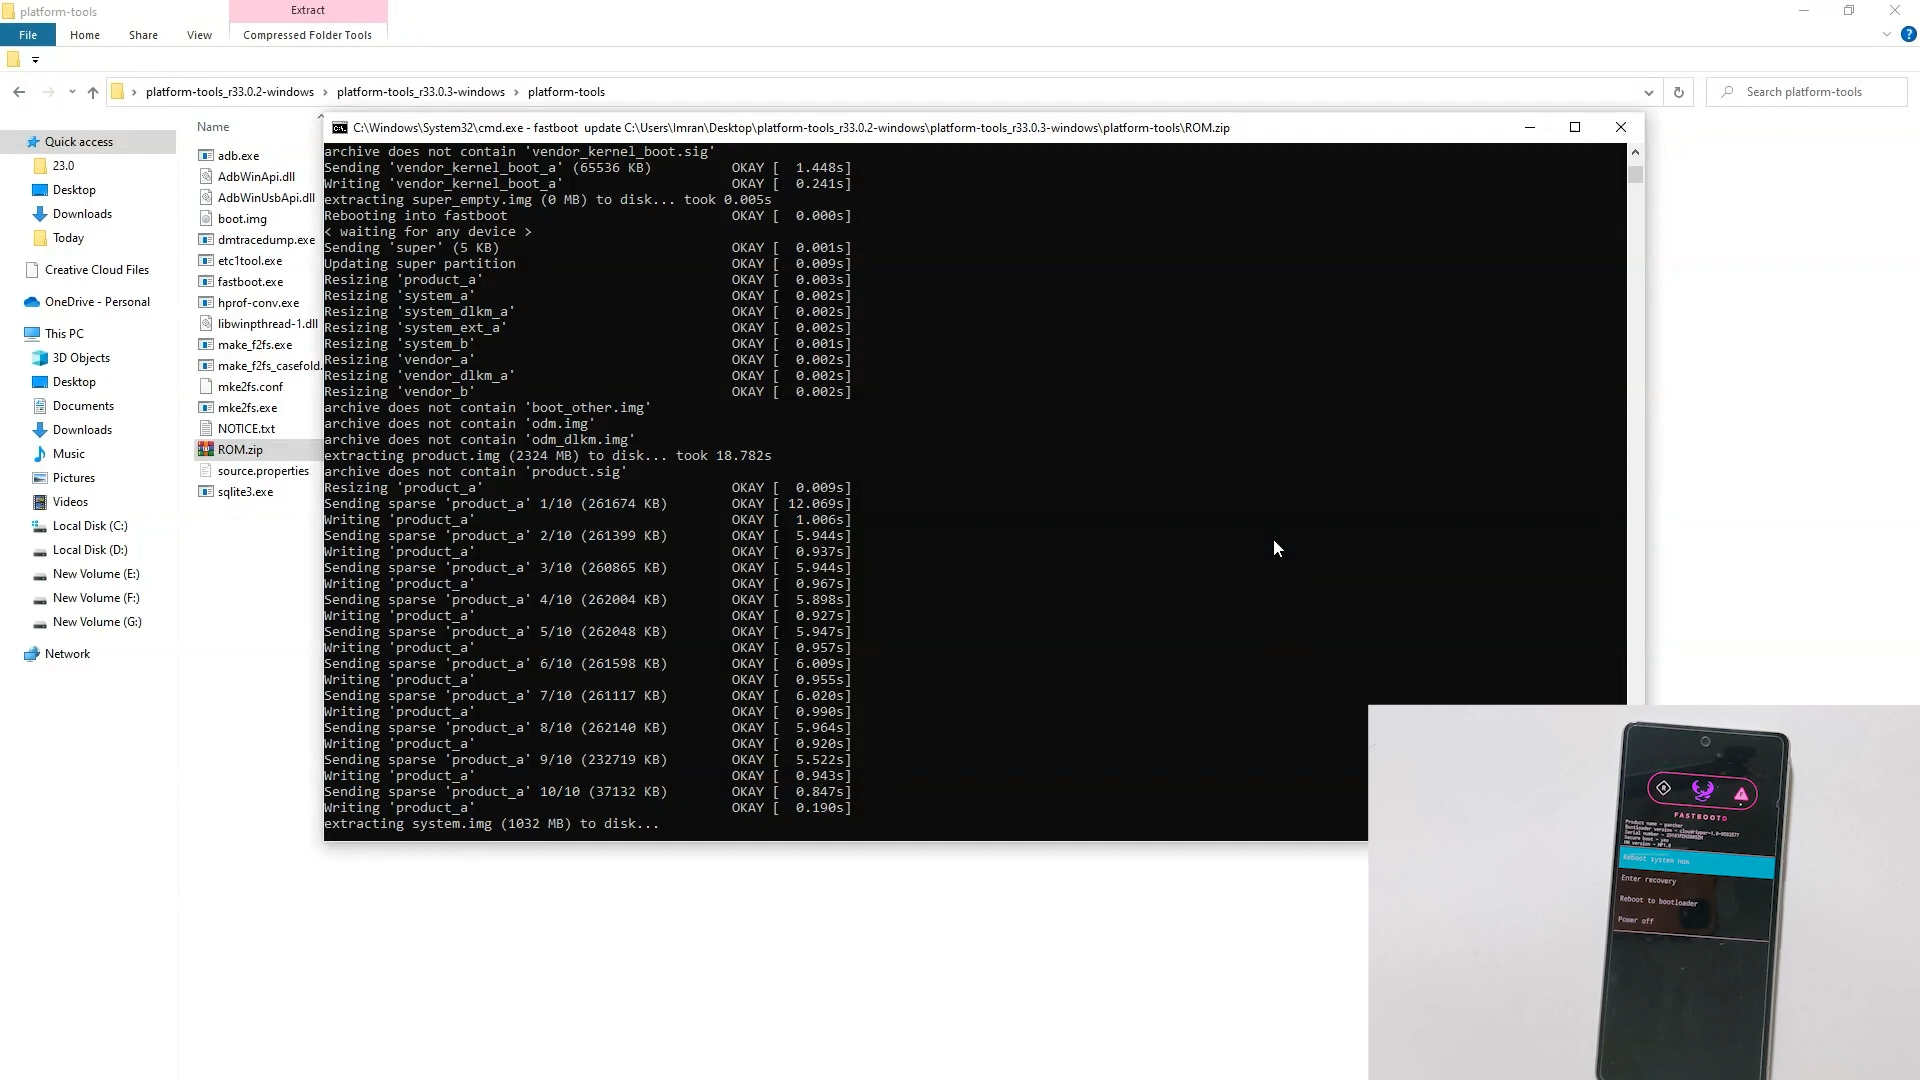 platform-tools
Extract
File
Home
Share
View
Compressed Folder Tools
platform-tools_r33.0.2-windows
platform-tools_r33.0.3-windows
platform-tools
Search platform-tools
Name
Quick access
23.0
Desktop
Downloads
Today
Creative Cloud Files
OneDrive - Personal
This PC
3D Objects
Desktop
Documents
Downloads
Music
Pictures
Videos
Local Disk (C:)
Local Disk (D:)
New Volume (E:)
New Volume (F:)
New Volume (G:)
Network
adb.exe
AdbWinApi.dll
AdbWinUsbApi.dll
boot.img
dmtracedump.exe
etc1tool.exe
fastboot.exe
hprof-conv.exe
libwinpthread-1.dll
make_f2fs.exe
make_f2fs_casefold.
mke2fs.conf
mke2fs.exe
NOTICE.txt
ROM.zip
source.properties
sqlite3.exe
C:\Windows\System32\cmd.exe - fastboot  update C:\Users\Imran\Desktop\platform-tools_r33.0.2-windows\platform-tools_r33.0.3-windows\platform-tools\ROM.zip
archive does not contain 'vendor_kernel_boot.sig'
Sending 'vendor_kernel_boot_a' (65536 KB)          OKAY [  1.448s]
Writing 'vendor_kernel_boot_a'                     OKAY [  0.241s]
extracting super_empty.img (0 MB) to disk... took 0.005s
Rebooting into fastboot                            OKAY [  0.000s]
< waiting for any device >
Sending 'super' (5 KB)                             OKAY [  0.001s]
Updating super partition                           OKAY [  0.009s]
Resizing 'product_a'                               OKAY [  0.003s]
Resizing 'system_a'                                OKAY [  0.002s]
Resizing 'system_dlkm_a'                           OKAY [  0.002s]
Resizing 'system_ext_a'                            OKAY [  0.002s]
Resizing 'system_b'                                OKAY [  0.001s]
Resizing 'vendor_a'                                OKAY [  0.002s]
Resizing 'vendor_dlkm_a'                           OKAY [  0.002s]
Resizing 'vendor_b'                                OKAY [  0.002s]
archive does not contain 'boot_other.img'
archive does not contain 'odm.img'
archive does not contain 'odm_dlkm.img'
extracting product.img (2324 MB) to disk... took 18.782s
archive does not contain 'product.sig'
Resizing 'product_a'                               OKAY [  0.009s]
Sending sparse 'product_a' 1/10 (261674 KB)        OKAY [ 12.069s]
Writing 'product_a'                                OKAY [  1.006s]
Sending sparse 'product_a' 2/10 (261399 KB)        OKAY [  5.944s]
Writing 'product_a'                                OKAY [  0.937s]
Sending sparse 'product_a' 3/10 (260865 KB)        OKAY [  5.944s]
Writing 'product_a'                                OKAY [  0.967s]
Sending sparse 'product_a' 4/10 (262004 KB)        OKAY [  5.898s]
Writing 'product_a'                                OKAY [  0.927s]
Sending sparse 'product_a' 5/10 (262048 KB)        OKAY [  5.947s]
Writing 'product_a'                                OKAY [  0.957s]
Sending sparse 'product_a' 6/10 (261598 KB)        OKAY [  6.009s]
Writing 'product_a'                                OKAY [  0.955s]
Sending sparse 'product_a' 7/10 (261117 KB)        OKAY [  6.020s]
Writing 'product_a'                                OKAY [  0.990s]
Sending sparse 'product_a' 8/10 (262140 KB)        OKAY [  5.964s]
Writing 'product_a'                                OKAY [  0.920s]
Sending sparse 'product_a' 9/10 (232719 KB)        OKAY [  5.522s]
Writing 'product_a'                                OKAY [  0.943s]
Sending sparse 'product_a' 10/10 (37132 KB)        OKAY [  0.847s]
Writing 'product_a'                                OKAY [  0.190s]
extracting system.img (1032 MB) to disk...
FASTBOOTD
Product name - panther
Secure boot - yes
Reboot system now
Enter recovery
Reboot to bootloader
Power off